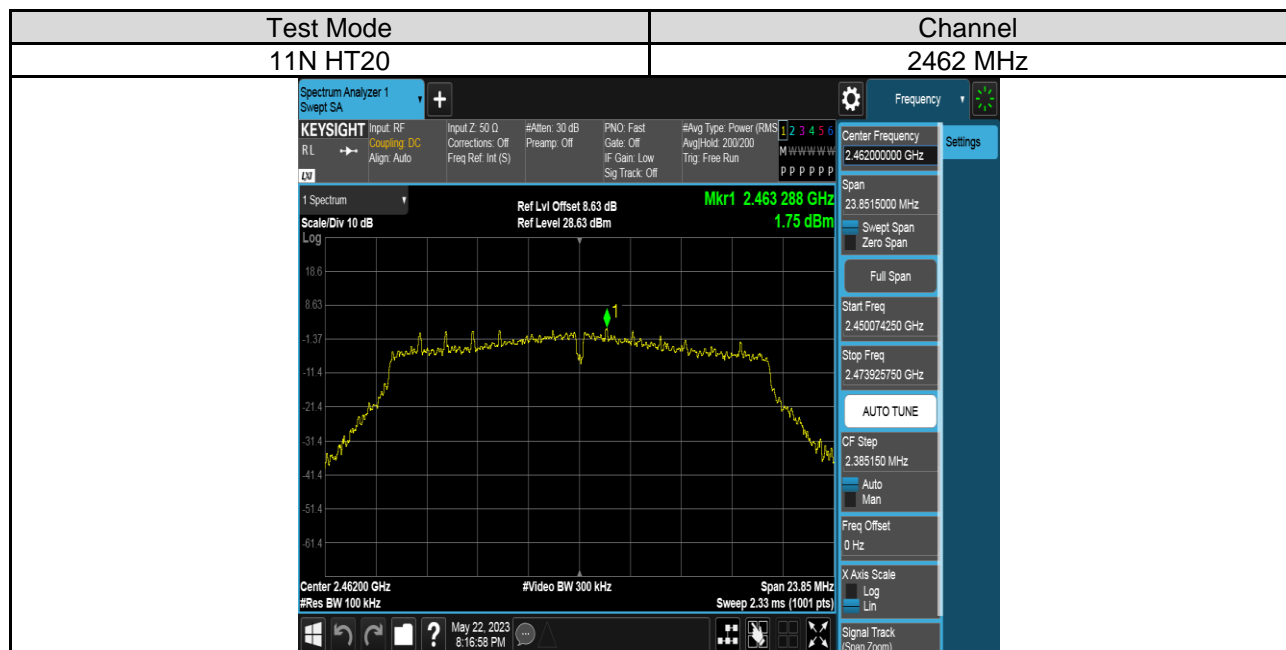 Test Mode Channel
11N HT20 2462 MHz
Spectrum Analyzer 1
Swept SA
Frequency
KEYSIGHT
RL
LXI
Input: RF
Coupling: DC
Align: Auto
Input Z: 50 Ω
Corrections: Off
Freq Ref: Int (S)
#Atten: 30 dB
Preamp: Off
PNO: Fast
Gate: Off
IF Gain: Low
Sig Track: Off
#Avg Type: Power (RMS
Avg|Hold: 200/200
Trig: Free Run
1 2 3 4 5 6
M W W W W W
P P P P P P
Settings
1 Spectrum
Scale/Div 10 dB
Ref Lvl Offset 8.63 dB
Ref Level 28.63 dBm
Mkr1 2.463 288 GHz
1.75 dBm
Log
18.6
8.63
-1.37
-11.4
-21.4
-31.4
-41.4
-51.4
-61.4
1
Center 2.46200 GHz
#Res BW 100 kHz
#Video BW 300 kHz
Span 23.85 MHz
Sweep 2.33 ms (1001 pts)
Center Frequency
2.462000000 GHz
Span
23.8515000 MHz
Swept Span
Zero Span
Full Span
Start Freq
2.450074250 GHz
Stop Freq
2.473925750 GHz
AUTO TUNE
CF Step
2.385150 MHz
Auto
Man
Freq Offset
0 Hz
X Axis Scale
Log
Lin
Signal Track
(Span Zoom)
?
May 22, 2023
8:16:58 PM